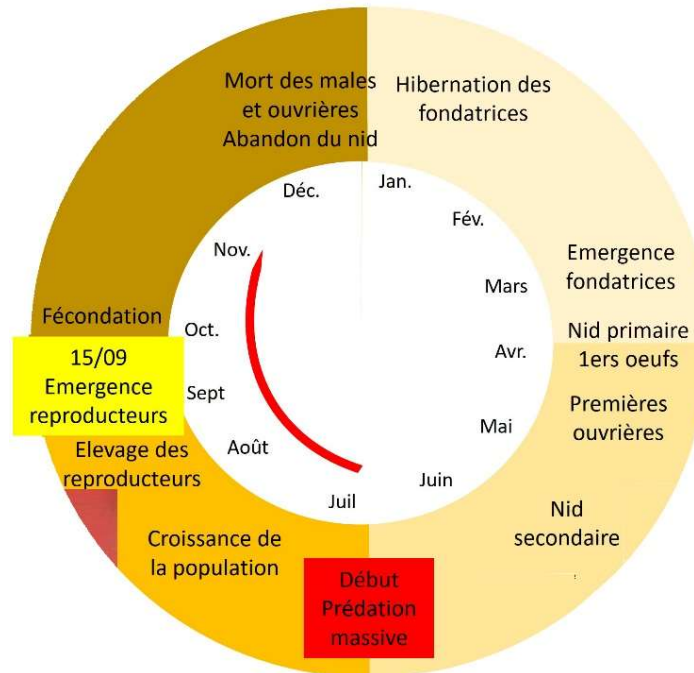 Mort des males
et ouvrières
Abandon du nid
Hibernation des
fondatrices
Déc.
Jan.
Fév.
Nov.
Mars
Emergence
fondatrices
Fécondation
Oct.
Avr.
Nid primaire
1ers oeufs
15/09
Emergence
reproducteurs
Sept
Mai
Premières
ouvrières
Elevage des
reproducteurs
Août
Juin
Juil
Nid
secondaire
Croissance de
la population
Début
Prédation
massive